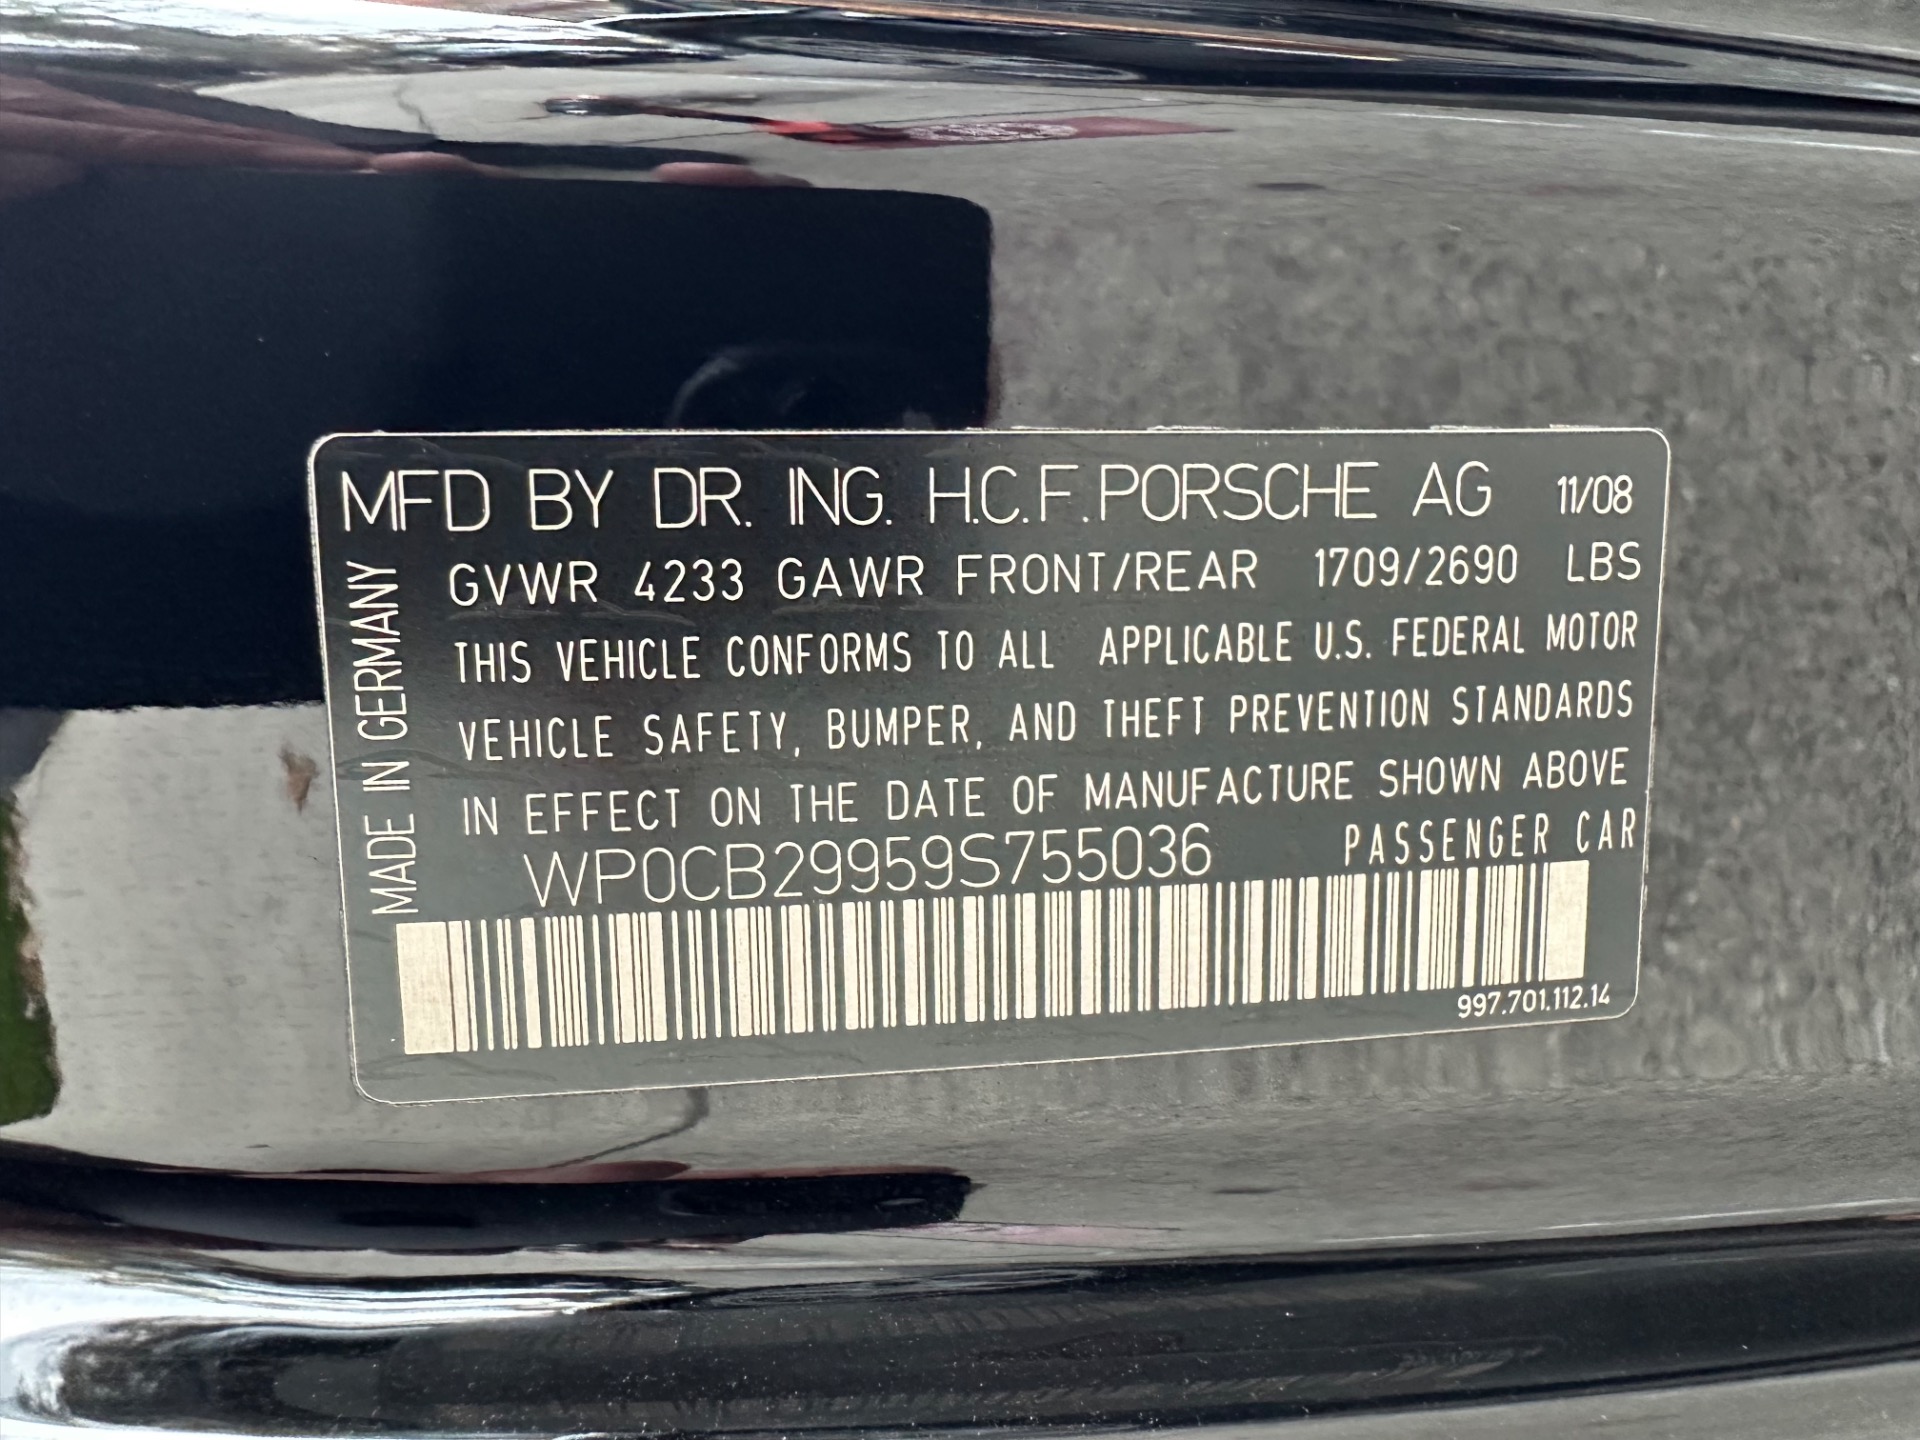 MFD BY DR. ING. H.C.F. PORSCHE AG 11/08
GVWR 4233 GAWR FRONT/REAR 1709/2690 LBS
THIS VEHICLE CONFORMS TO ALL APPLICABLE U.S. FEDERAL MOTOR
VEHICLE SAFETY, BUMPER, AND THEFT PREVENTION STANDARDS
IN EFFECT ON THE DATE OF MANUFACTURE SHOWN ABOVE
WP0CB29959S755036 PASSENGER CAR
997.701.112.14
MADE IN GERMANY